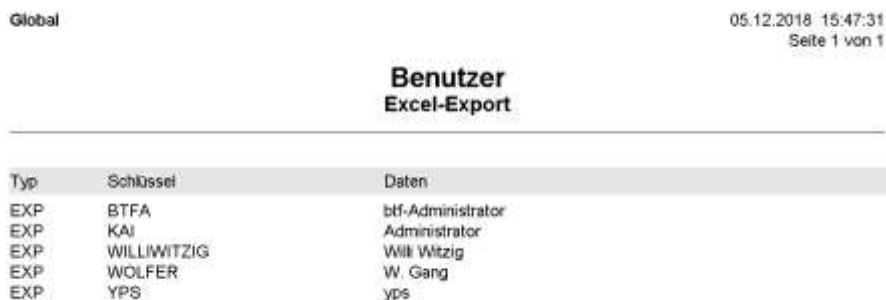 Global 05.12.2018 15:47:31
Seite 1 von 1
Benutzer
Excel-Export
Typ Schlüssel Daten
EXP BTFA btf-Administrator
EXP KAI Administrator
EXP WILLIWITZIG Willi Witzig
EXP WOLFER W. Gang
EXP YPS yps